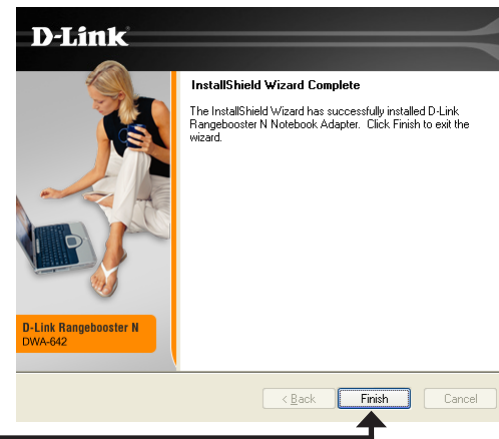 D-Link
InstallShield Wizard Complete
The InstallShield Wizard has successfully installed D-Link
Rangebooster N Notebook Adapter. Click Finish to exit the
wizard.
D-Link Rangebooster N
DWA-642
< Back Finish Cancel